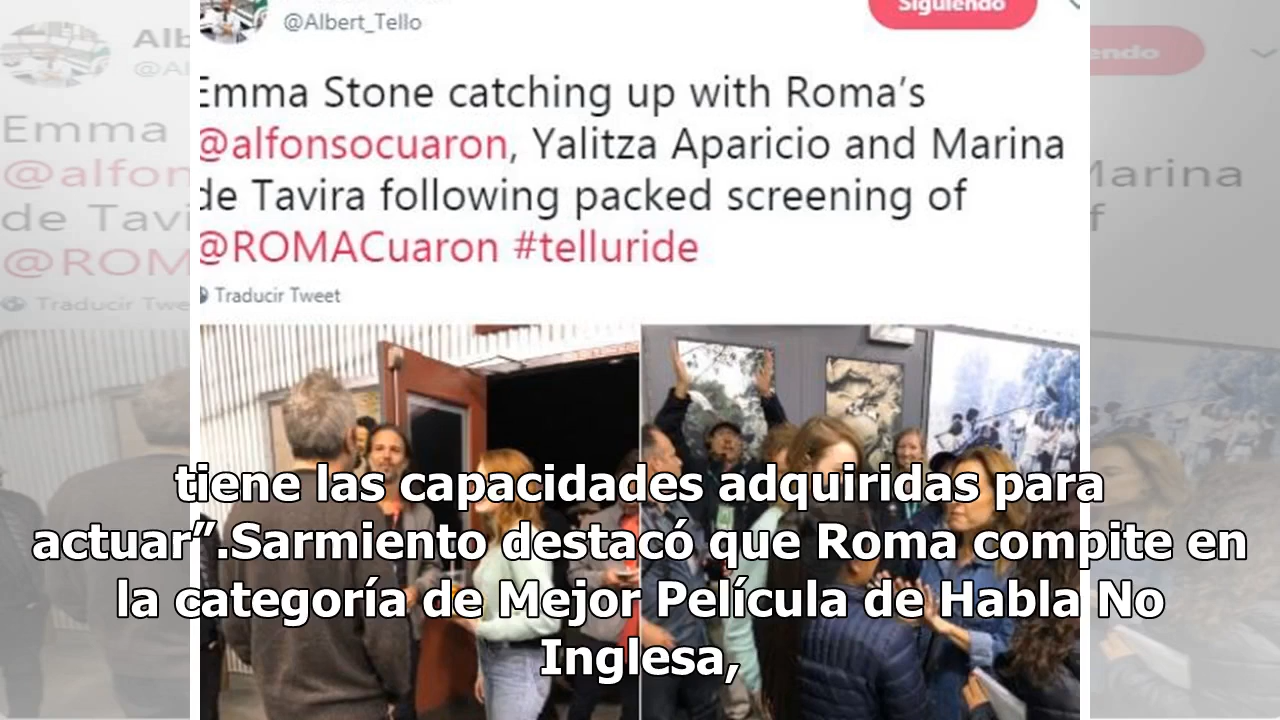 Siguiendo
@Albert_Tello
Emma Stone catching up with Roma's
@alfonsocuaron, Yalitza Aparicio and Marina
de Tavira following packed screening of
@ROMACuaron #telluride
Traducir Tweet
tiene las capacidades adquiridas para
actuar”.Sarmiento destacó que Roma compite en
la categoría de Mejor Película de Habla No
Inglesa,